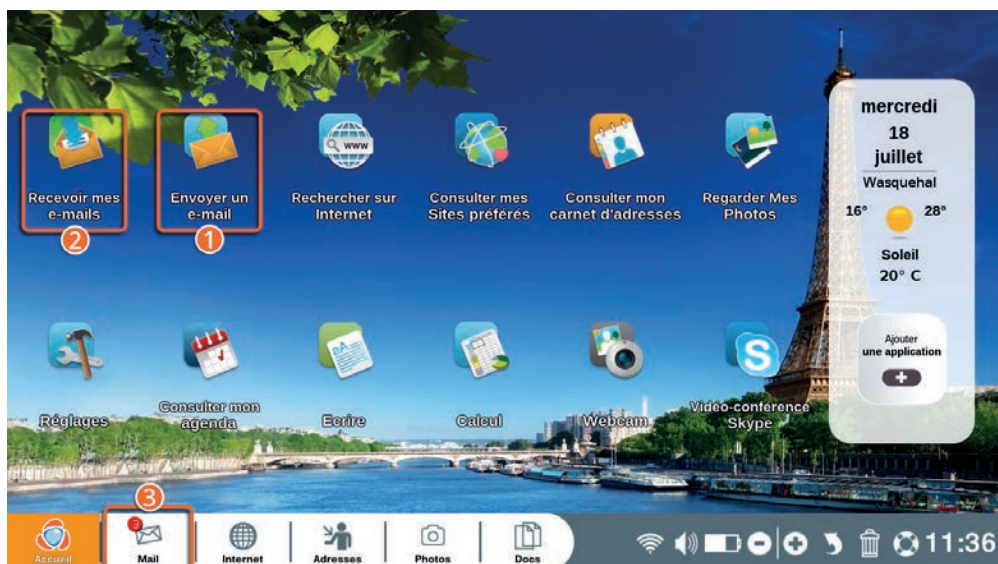 Recevoir mes
e-mails
2
Envoyer un
e-mail
1
Rechercher sur
Internet
www
Consulter mes
Sites préférés
Consulter mon
carnet d'adresses
Regarder Mes
Photos
mercredi
18
juillet
Wasquehal
16°
28°
Soleil
20° C
Ajouter
une application
Réglages
Consulter mon
agenda
Ecrire
Calcul
Webcam
Vidéo-conférence
Skype
3
Accueil
3
Mail
Internet
Adresses
Photos
Docs
11:36